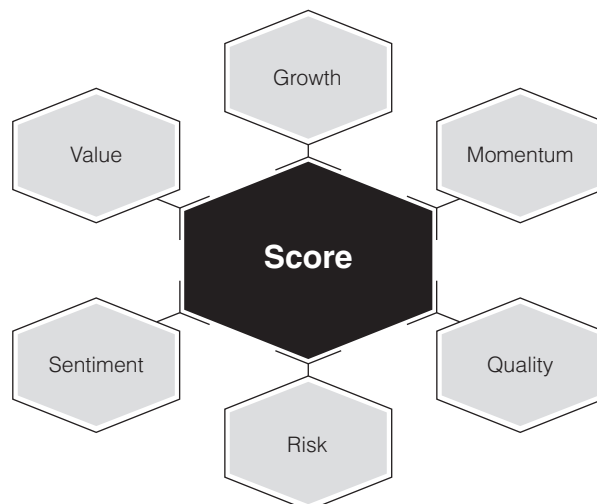 Growth
Value
Momentum
Score
Sentiment
Quality
Risk